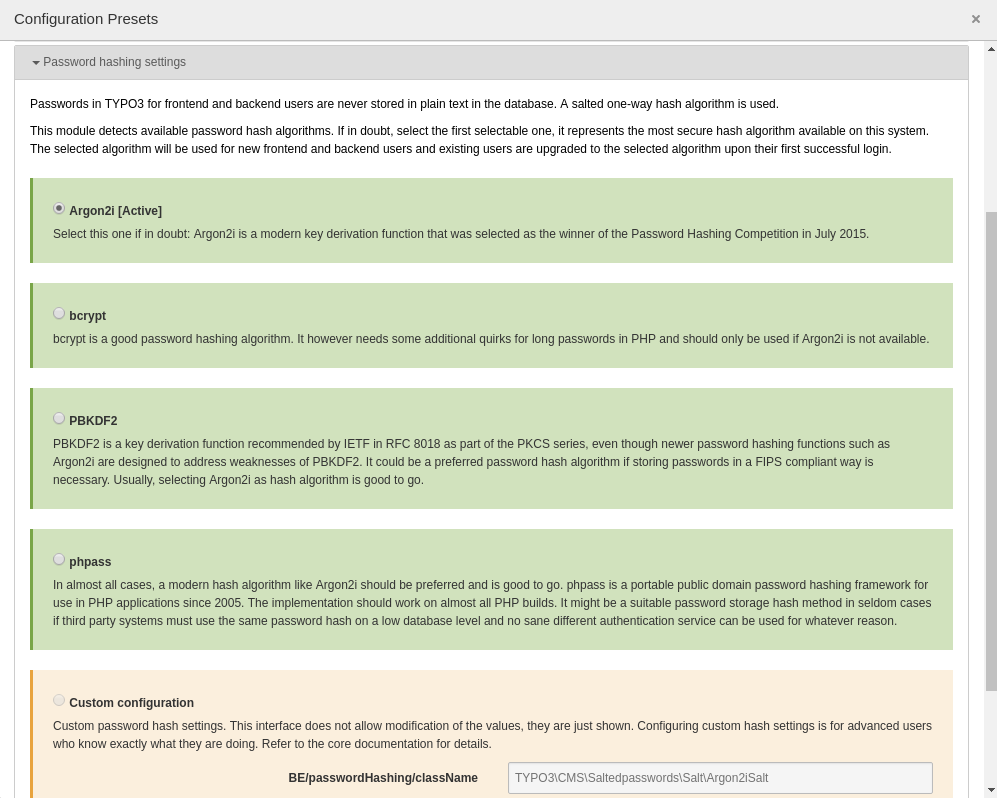 Configuration Presets
×
Password hashing settings
Passwords in TYPO3 for frontend and backend users are never stored in plain text in the database. A salted one-way hash algorithm is used.
This module detects available password hash algorithms. If in doubt, select the first selectable one, it represents the most secure hash algorithm available on this system.
The selected algorithm will be used for new frontend and backend users and existing users are upgraded to the selected algorithm upon their first successful login.
Argon2i [Active]
Select this one if in doubt: Argon2i is a modern key derivation function that was selected as the winner of the Password Hashing Competition in July 2015.
bcrypt
bcrypt is a good password hashing algorithm. It however needs some additional quirks for long passwords in PHP and should only be used if Argon2i is not available.
PBKDF2
PBKDF2 is a key derivation function recommended by IETF in RFC 8018 as part of the PKCS series, even though newer password hashing functions such as
Argon2i are designed to address weaknesses of PBKDF2. It could be a preferred password hash algorithm if storing passwords in a FIPS compliant way is
necessary. Usually, selecting Argon2i as hash algorithm is good to go.
phpass
In almost all cases, a modern hash algorithm like Argon2i should be preferred and is good to go. phpass is a portable public domain password hashing framework for
use in PHP applications since 2005. The implementation should work on almost all PHP builds. It might be a suitable password storage hash method in seldom cases
if third party systems must use the same password hash on a low database level and no sane different authentication service can be used for whatever reason.
Custom configuration
Custom password hash settings. This interface does not allow modification of the values, they are just shown. Configuring custom hash settings is for advanced users
who know exactly what they are doing. Refer to the core documentation for details.
BE/passwordHashing/className
TYPO3\CMS\Saltedpasswords\Salt\Argon2iSalt